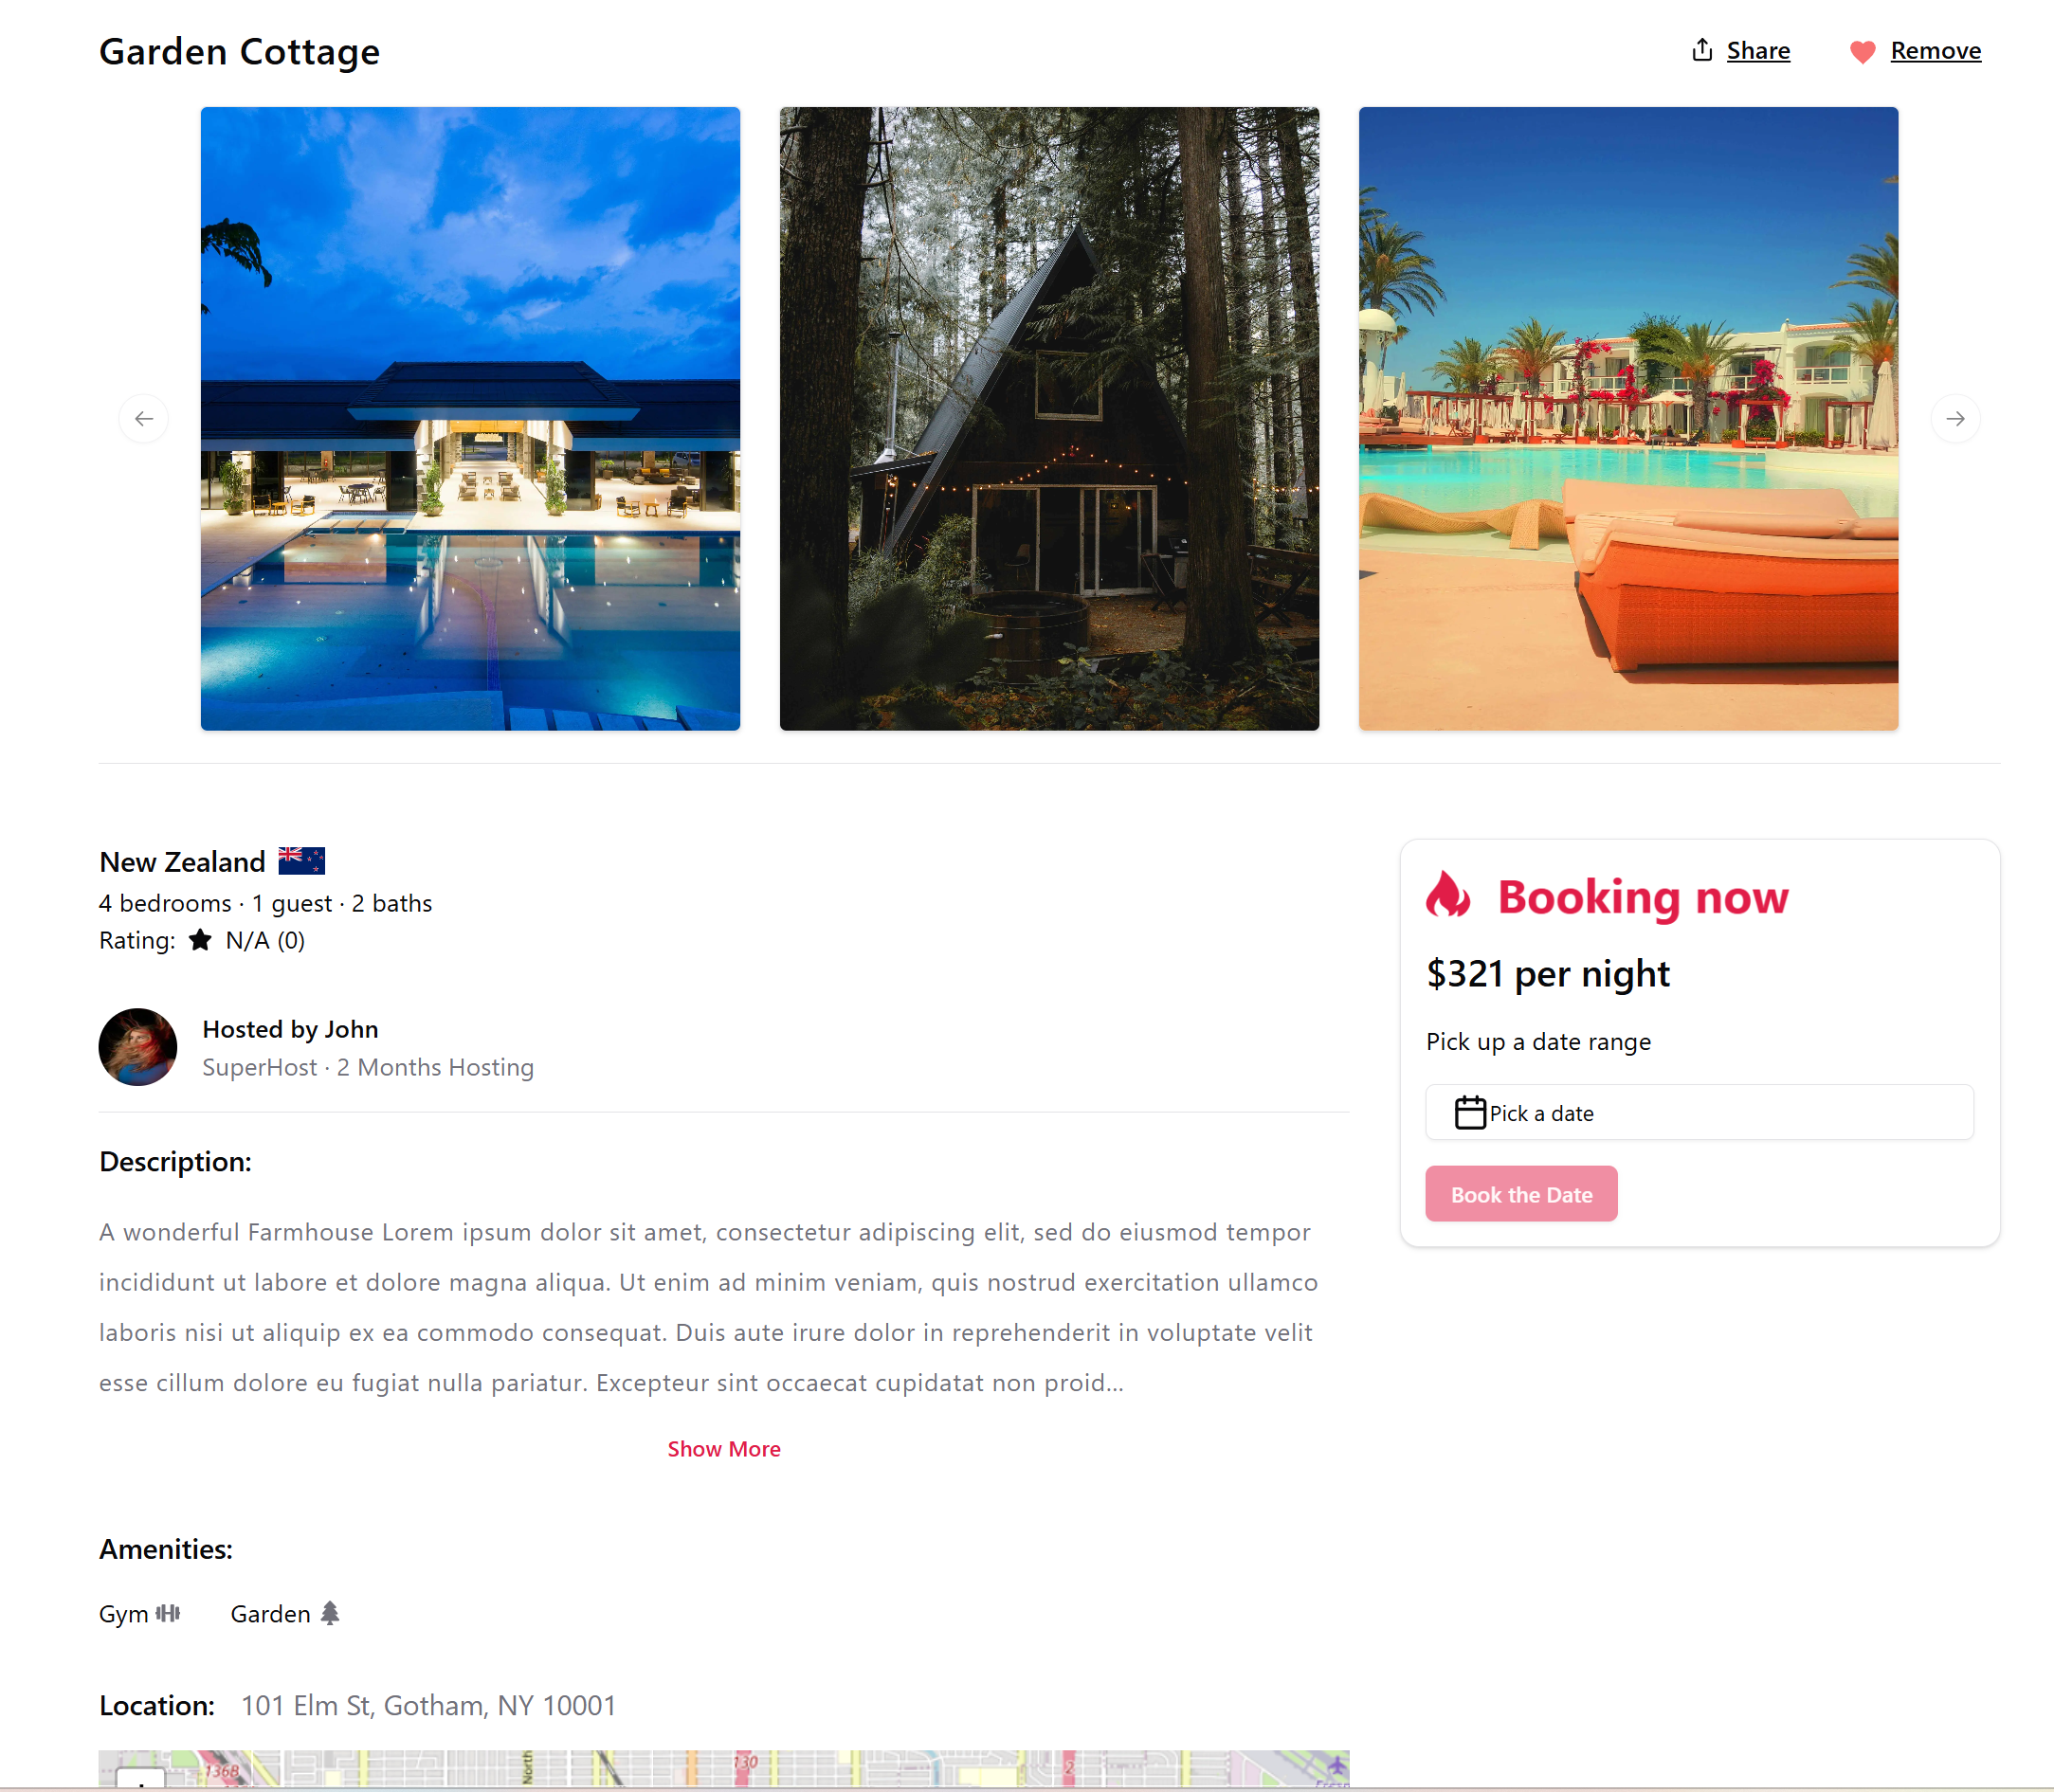 Garden Cottage
Share
Remove
New Zealand
4 bedrooms · 1 guest · 2 baths
Rating: N/A (0)
Hosted by John
SuperHost · 2 Months Hosting
Description:
A wonderful Farmhouse Lorem ipsum dolor sit amet, consectetur adipiscing elit, sed do eiusmod tempor
incididunt ut labore et dolore magna aliqua. Ut enim ad minim veniam, quis nostrud exercitation ullamco
laboris nisi ut aliquip ex ea commodo consequat. Duis aute irure dolor in reprehenderit in voluptate velit
esse cillum dolore eu fugiat nulla pariatur. Excepteur sint occaecat cupidatat non proid...
Show More
Amenities:
Gym
Garden
Location: 101 Elm St, Gotham, NY 10001
Booking now
$321 per night
Pick up a date range
Pick a date
Book the Date
1368
North
130
2